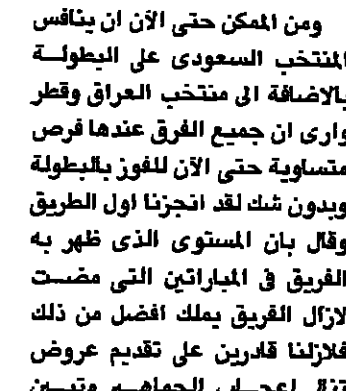 ومن الممكن حتى الآن ان ينافس
المنتخب السعودى على البطولــة
بالاضافة الى منتخب العراق وقطر
وارى ان جميع الفرق عندها فرص
متساوية حتى الآن للفوز بالبطولة
وبدون شك لقد انجزنا اول الطريق
وقال بان المستوى الذى ظهر به
الفريق فى المباراتين التى مضــت
لازال الفريق يملك افضل من ذلك
فلازلنا قادرين على تقديم عروض